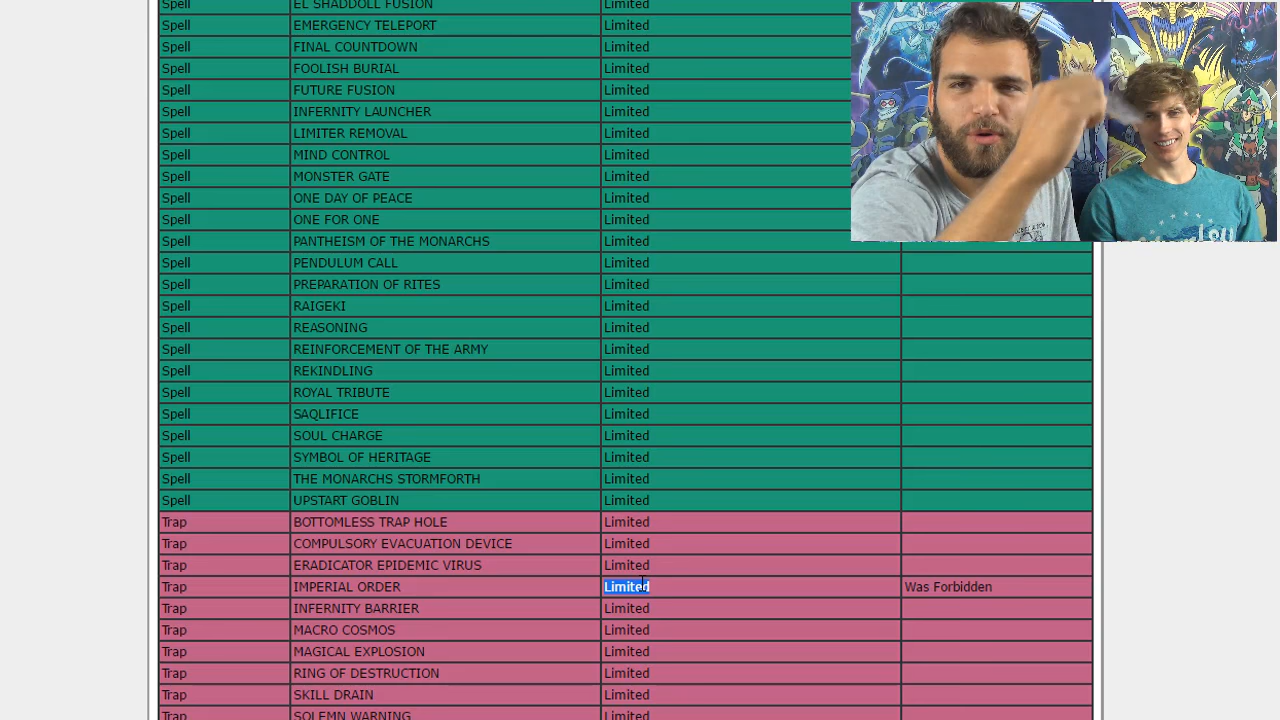 Spell EL SHADDOLL FUSION Limited
Spell EMERGENCY TELEPORT Limited
Spell FINAL COUNTDOWN Limited
Spell FOOLISH BURIAL Limited
Spell FUTURE FUSION Limited
Spell INFERNITY LAUNCHER Limited
Spell LIMITER REMOVAL Limited
Spell MIND CONTROL Limited
Spell MONSTER GATE Limited
Spell ONE DAY OF PEACE Limited
Spell ONE FOR ONE Limited
Spell PANTHEISM OF THE MONARCHS Limited
Spell PENDULUM CALL Limited
Spell PREPARATION OF RITES Limited
Spell RAIGEKI Limited
Spell REASONING Limited
Spell REINFORCEMENT OF THE ARMY Limited
Spell REKINDLING Limited
Spell ROYAL TRIBUTE Limited
Spell SAQLIFICE Limited
Spell SOUL CHARGE Limited
Spell SYMBOL OF HERITAGE Limited
Spell THE MONARCHS STORMFORTH Limited
Spell UPSTART GOBLIN Limited
Trap BOTTOMLESS TRAP HOLE Limited
Trap COMPULSORY EVACUATION DEVICE Limited
Trap ERADICATOR EPIDEMIC VIRUS Limited
Trap IMPERIAL ORDER Limited Was Forbidden
Trap INFERNITY BARRIER Limited
Trap MACRO COSMOS Limited
Trap MAGICAL EXPLOSION Limited
Trap RING OF DESTRUCTION Limited
Trap SKILL DRAIN Limited
Trap SOLEMN WARNING Limited